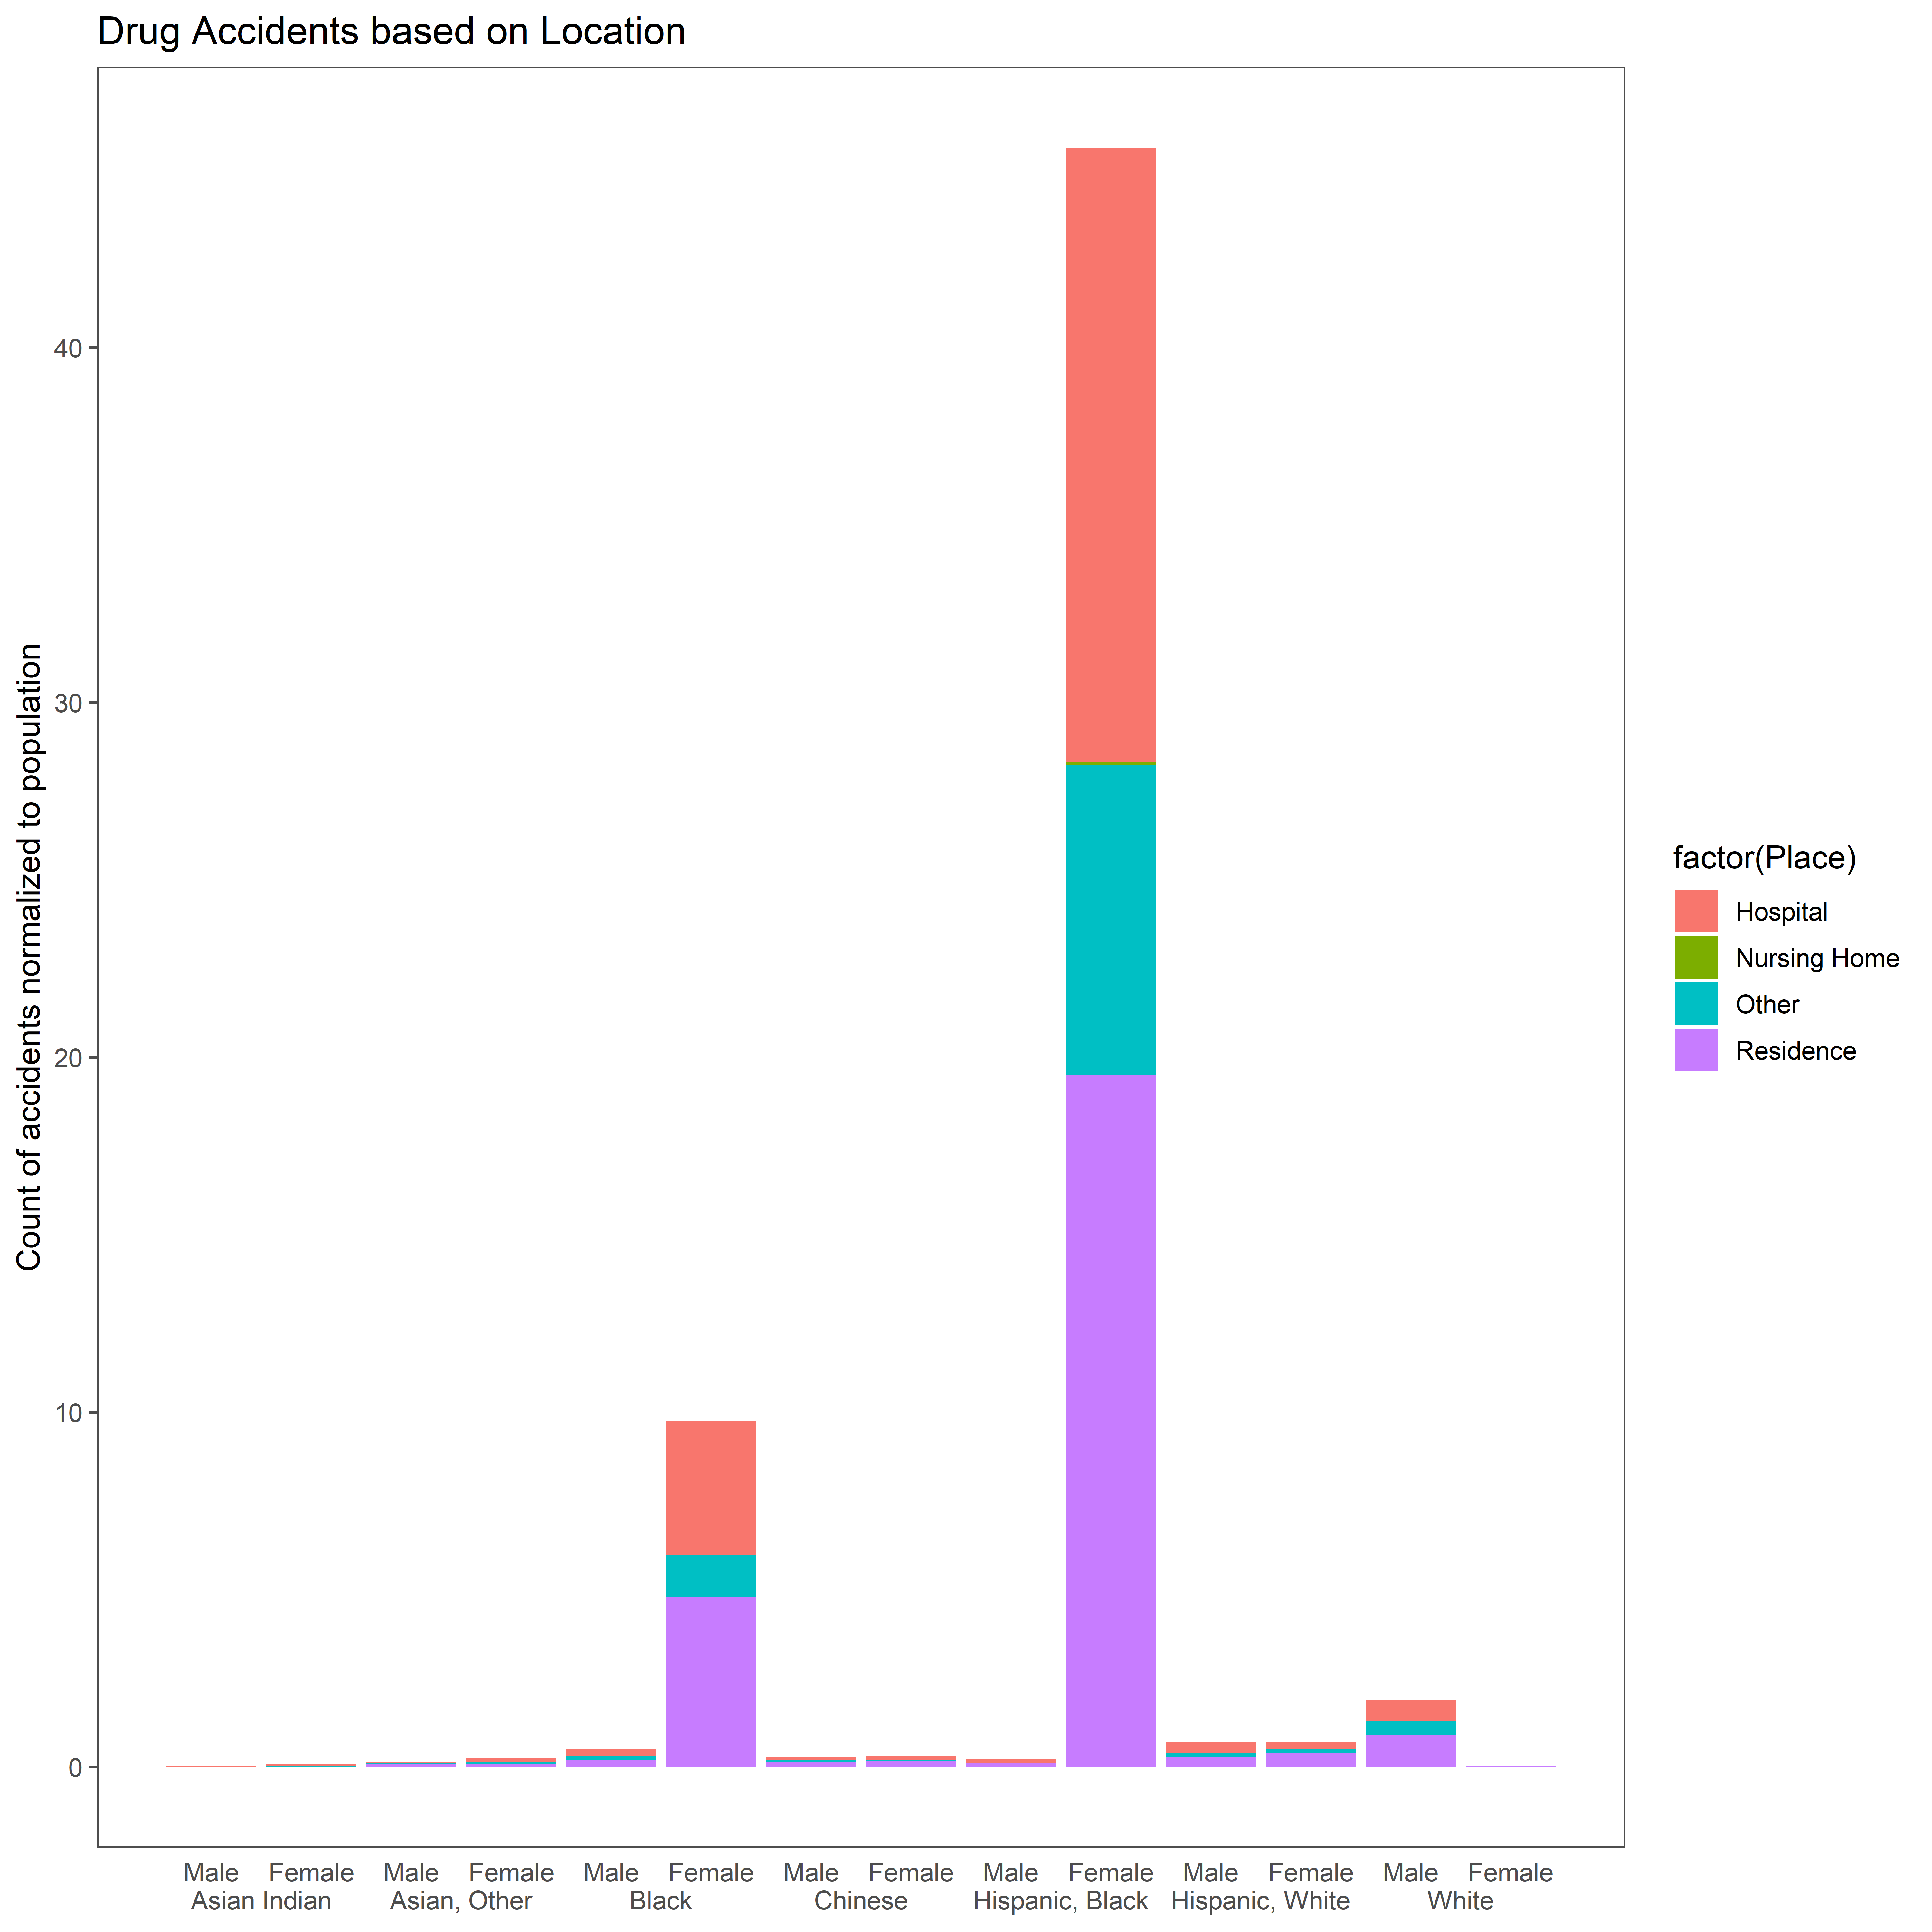 Drug Accidents based on Location
Count of accidents normalized to population
40
30
20
10
0
factor(Place)
Hospital
Nursing Home
Other
Residence
Male Female Male Female Male Female Male Female Male Female Male Female Male Female
Asian Indian Asian, Other Black Chinese Hispanic, Black Hispanic, White White